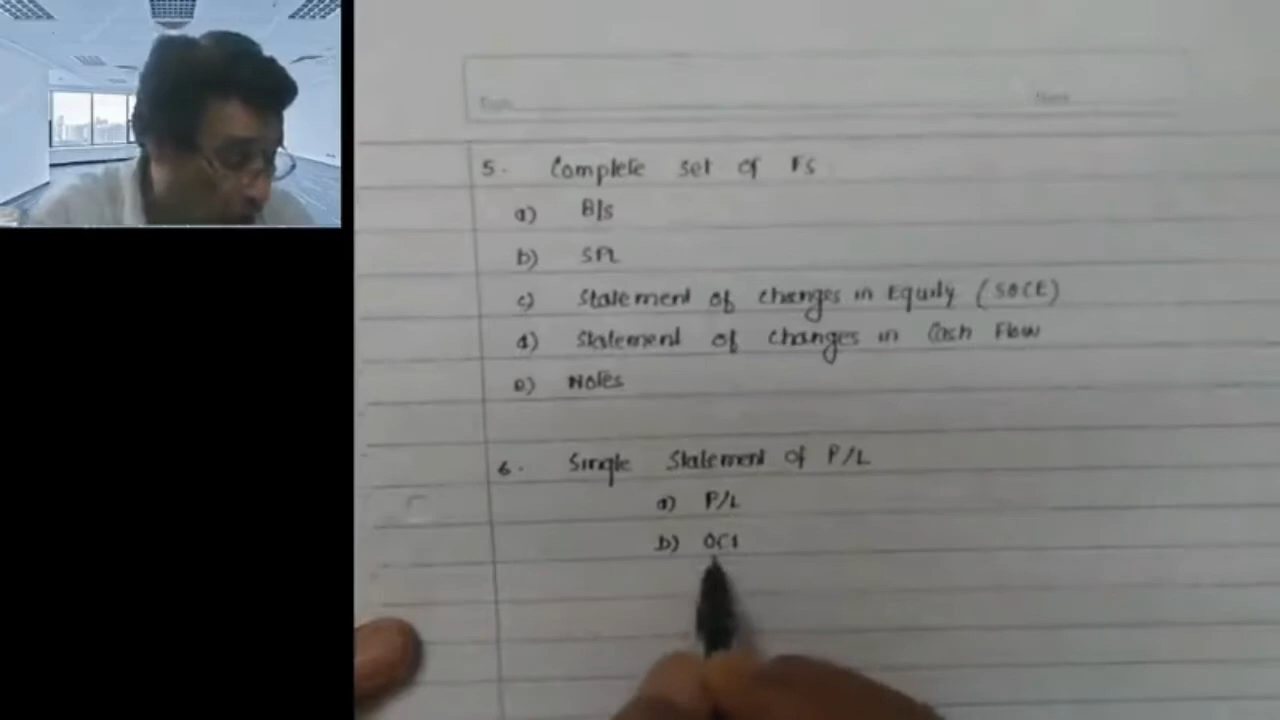 5. Complete set of FS
a) B/S
b) SPL
c) Statement of changes in Equity (SOCE)
d) Statement of changes in Cash Flow
e) Notes
6. Single Statement of P/L
a) P/L
b) OCI